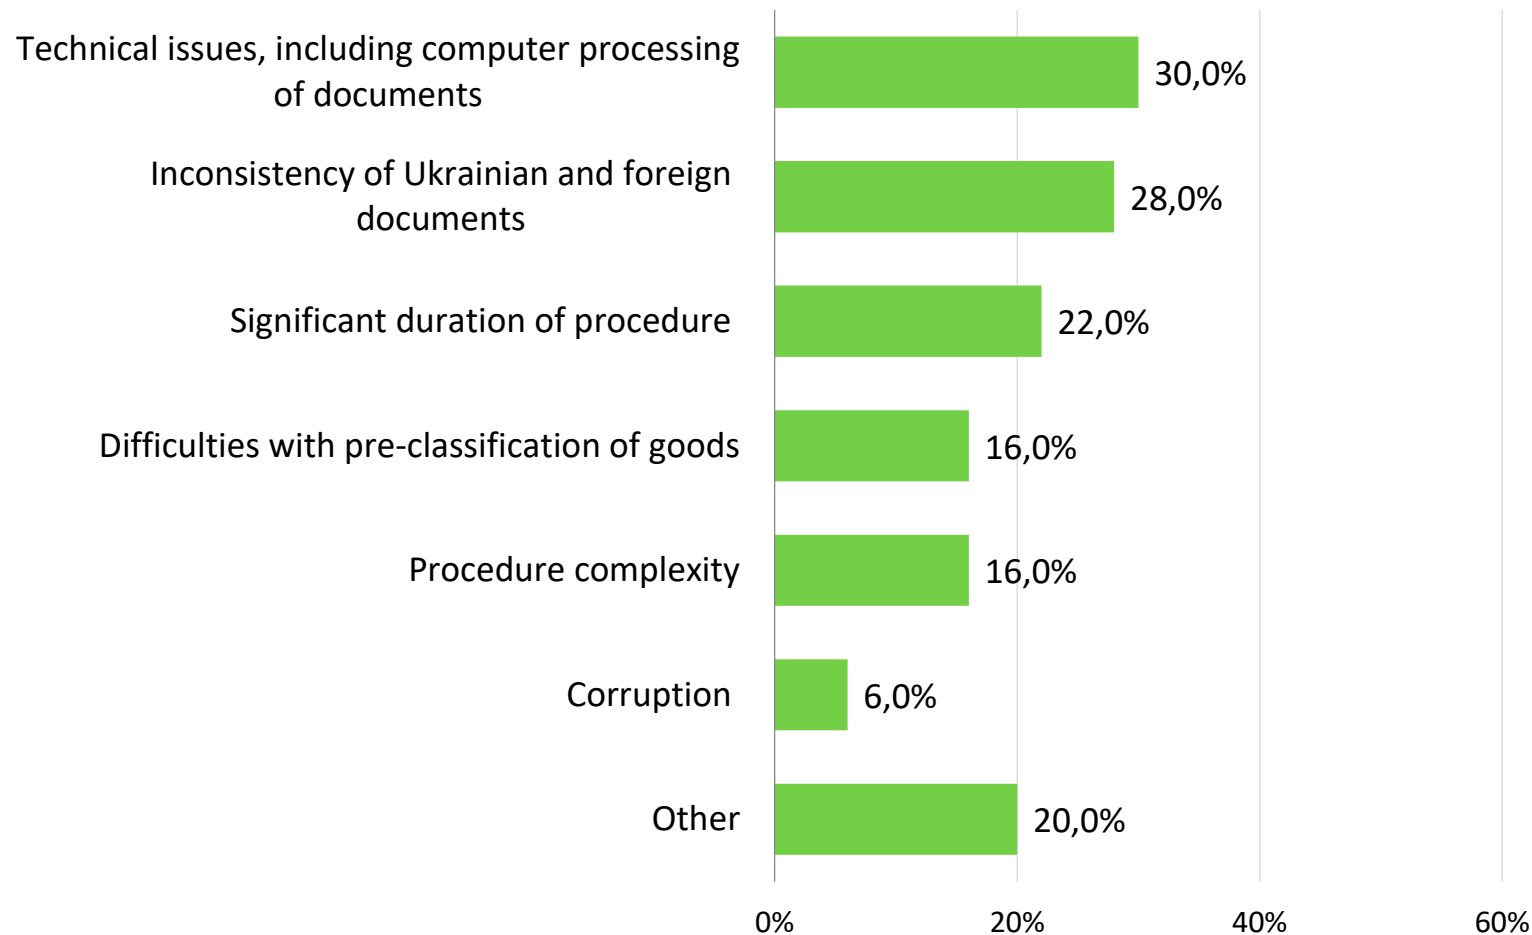 Technical issues, including computer processing
of documents
30,0%
Inconsistency of Ukrainian and foreign
documents
28,0%
Significant duration of procedure
22,0%
Difficulties with pre-classification of goods
16,0%
Procedure complexity
16,0%
Corruption
6,0%
Other
20,0%
0%
20%
40%
60%